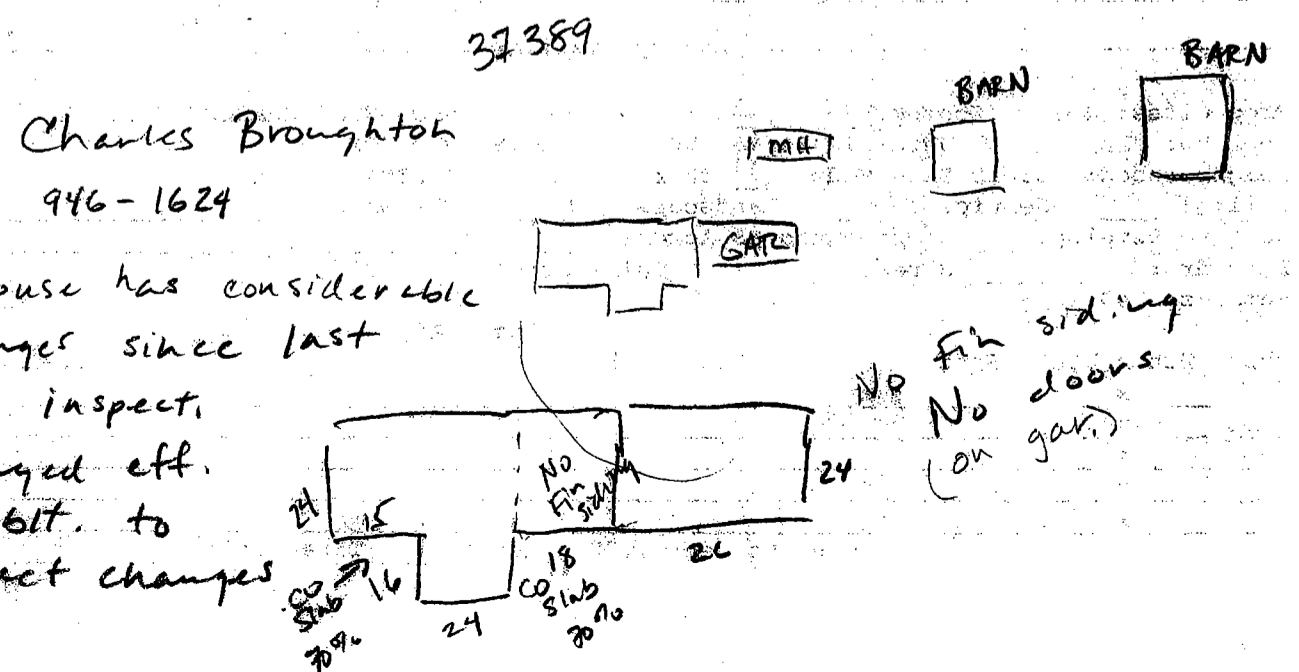 37389
BARN
BARN
Charles Broughton
MH
946-1624
GAR
ouse has considerable
nges since last
inspect.
nged eff.
blt. to
ect changes
No Fin siding
No doors
(on gar.)
No
Fin
siding
24
24
15
16
24
18
26
CO
Slab
CO
Slab